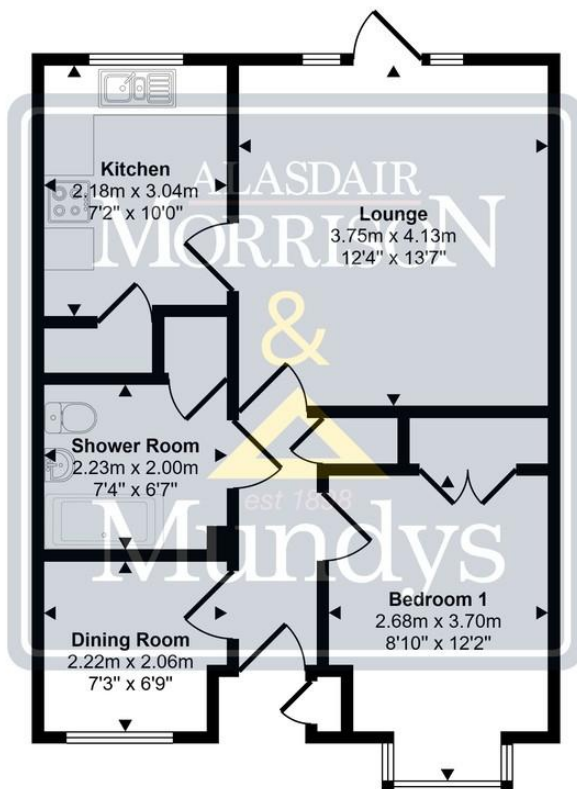 Kitchen
2.18m x 3.04m
7'2" x 10'0"
ALASDAIR
MORRISON
Lounge
3.75m x 4.13m
12'4" x 13'7"
&
Shower Room
2.23m x 2.00m
7'4" x 6'7"
est 1898
Mundys
Bedroom 1
2.68m x 3.70m
8'10" x 12'2"
Dining Room
2.22m x 2.06m
7'3" x 6'9"